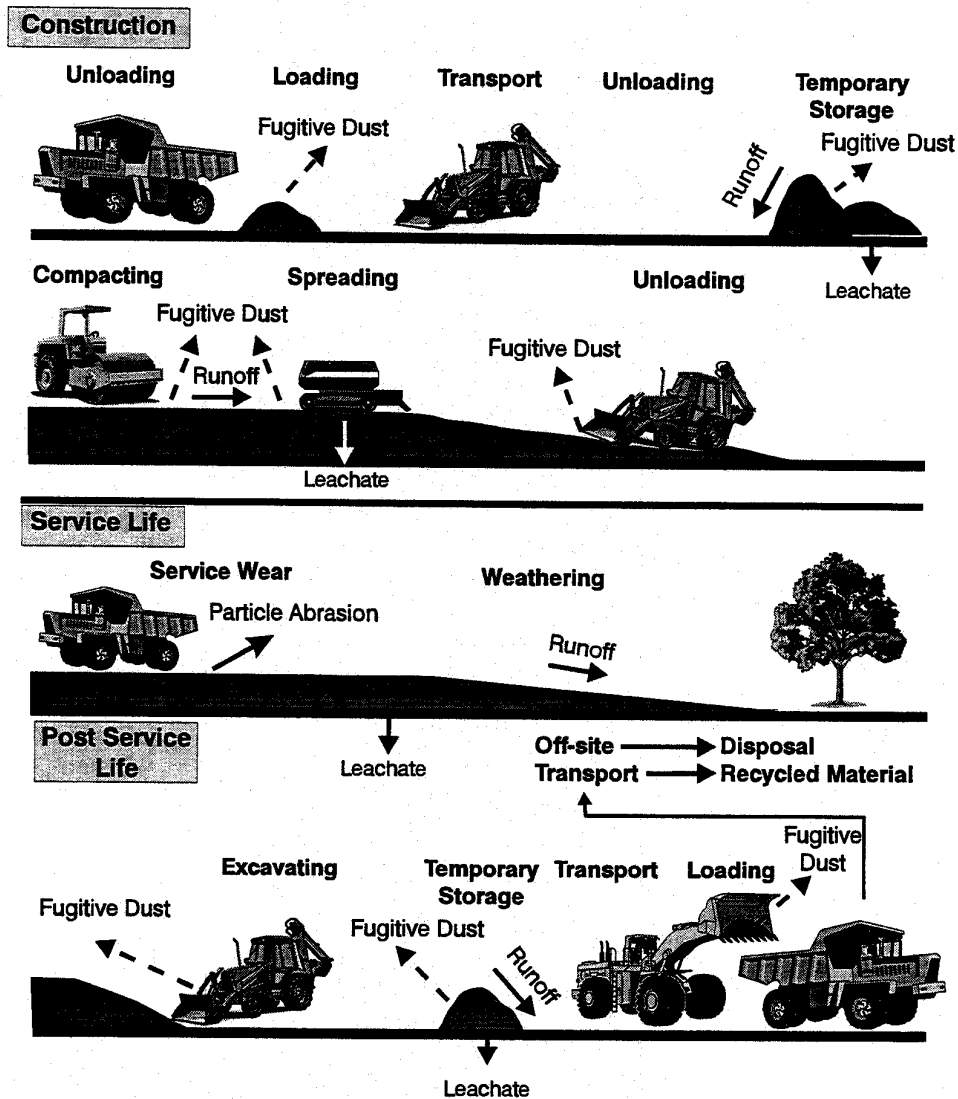 Construction
Unloading
Loading
Transport
Unloading
Temporary
Storage
Fugitive Dust
Runoff
Fugitive Dust
Leachate
Compacting
Spreading
Unloading
Fugitive Dust
Runoff
Fugitive Dust
Leachate
Service Life
Service Wear
Weathering
Particle Abrasion
Runoff
Leachate
Post Service
Life
Off-site Disposal
Transport Recycled Material
Fugitive
Dust
Excavating
Temporary
Storage
Transport
Loading
Fugitive Dust
Fugitive Dust
Runoff
Leachate